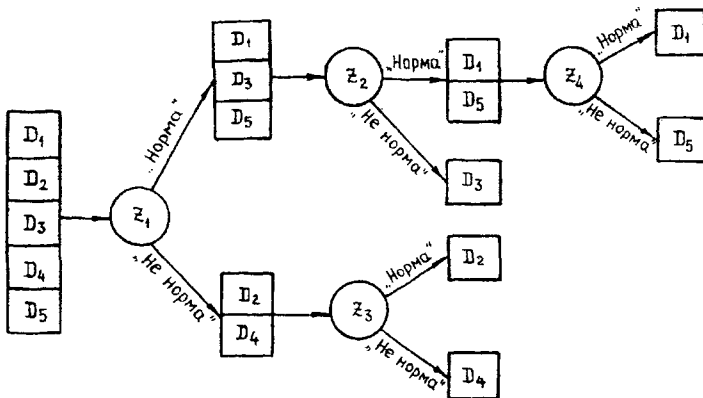 D1
D2
D3
D4
D5
Z1
„Норма"
D1
D3
D5
Z2
„Норма"
D1
D5
Z4
„Норма"
D1
„Не норма"
D5
„Не норма"
D3
„Не норма"
D2
D4
Z3
„Норма"
D2
„Не норма"
D4